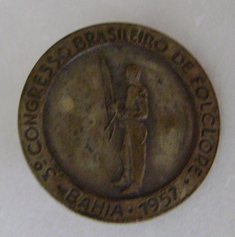 3º CONGRESSO BRASILEIRO DE FOLCLORE
BAHIA · 1957